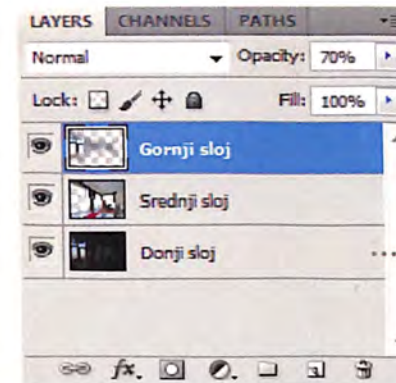 LAYERS CHANNELS PATHS
Normal Opacity: 70%
Lock: Fill: 100%
Gornji sloj
Srednji sloj
Donji sloj
fx.